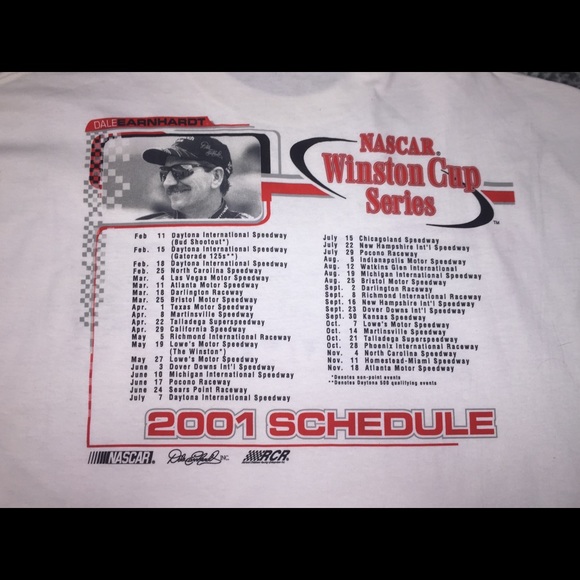 DALE EARNHARDT
NASCAR
Winston Cup
Series
TM
Feb 11 Daytona International Speedway
(Bud Shootout*)
Feb. 15 Daytona International Speedway
(Gatorade 125s**)
Feb. 18 Daytona International Speedway
Feb. 25 North Carolina Speedway
Mar. 4 Las Vegas Motor Speedway
Mar. 11 Atlanta Motor Speedway
Mar. 18 Darlington Raceway
Mar. 25 Bristol Motor Speedway
Apr. 1 Texas Motor Speedway
Apr. 8 Martinsville Speedway
Apr. 22 Talladega Superspeedway
Apr. 29 California Speedway
May 5 Richmond International Raceway
May 19 Lowe's Motor Speedway
(The Winston*)
May 27 Lowe's Motor Speedway
June 3 Dover Downs Int'l Speedway
June 10 Michigan International Speedway
June 17 Pocono Raceway
June 24 Sears Point Raceway
July 7 Daytona International Speedway
July 15 Chicagoland Speedway
July 22 New Hampshire Int'l Speedway
July 29 Pocono Raceway
Aug. 5 Indianapolis Motor Speedway
Aug. 12 Watkins Glen International
Aug. 19 Michigan International Speedway
Aug. 25 Bristol Motor Speedway
Sept. 2 Darlington Raceway
Sept. 8 Richmond International Raceway
Sept. 16 New Hampshire Int'l Speedway
Sept. 23 Dover Downs Int'l Speedway
Sept. 30 Kansas Speedway
Oct. 7 Lowe's Motor Speedway
Oct. 14 Martinsville Speedway
Oct. 21 Talladega Superspeedway
Oct. 28 Phoenix International Raceway
Nov. 4 North Carolina Speedway
Nov. 11 Homestead-Miami Speedway
Nov. 18 Atlanta Motor Speedway
*Denotes non-point events
**Denotes Daytona 500 qualifying events
2001 SCHEDULE
NASCAR.
Dale Earnhardt INC.
RCR